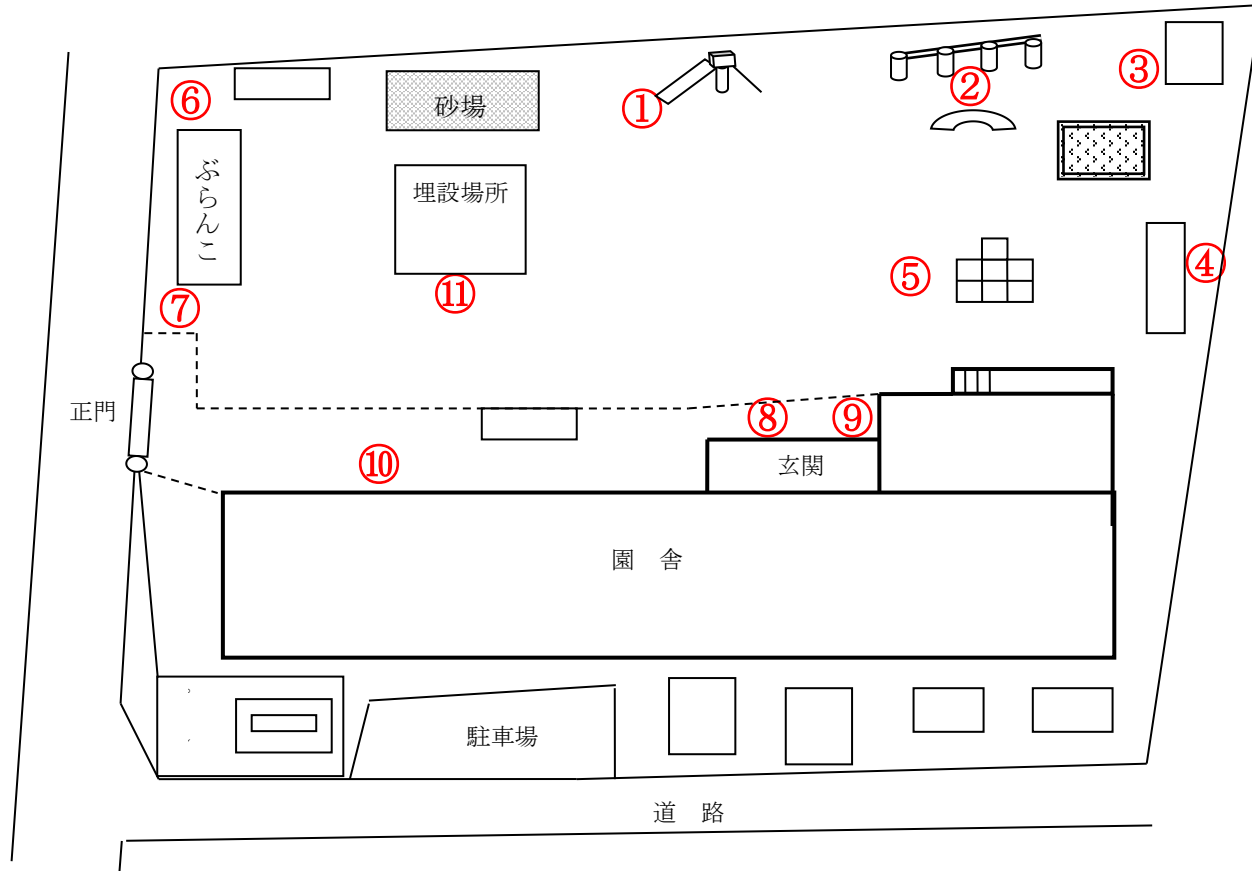 ①
②
③
⑥
砂場
ぶらんこ
埋設場所
④
⑤
⑦
⑪
正門
⑧
⑨
⑩
玄関
園　舎
駐車場
道　路